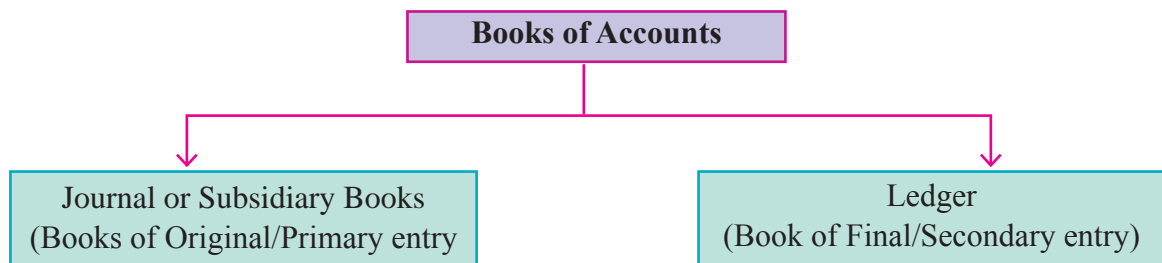 Books of Accounts
Journal or Subsidiary Books
(Books of Original/Primary entry
Ledger
(Book of Final/Secondary entry)